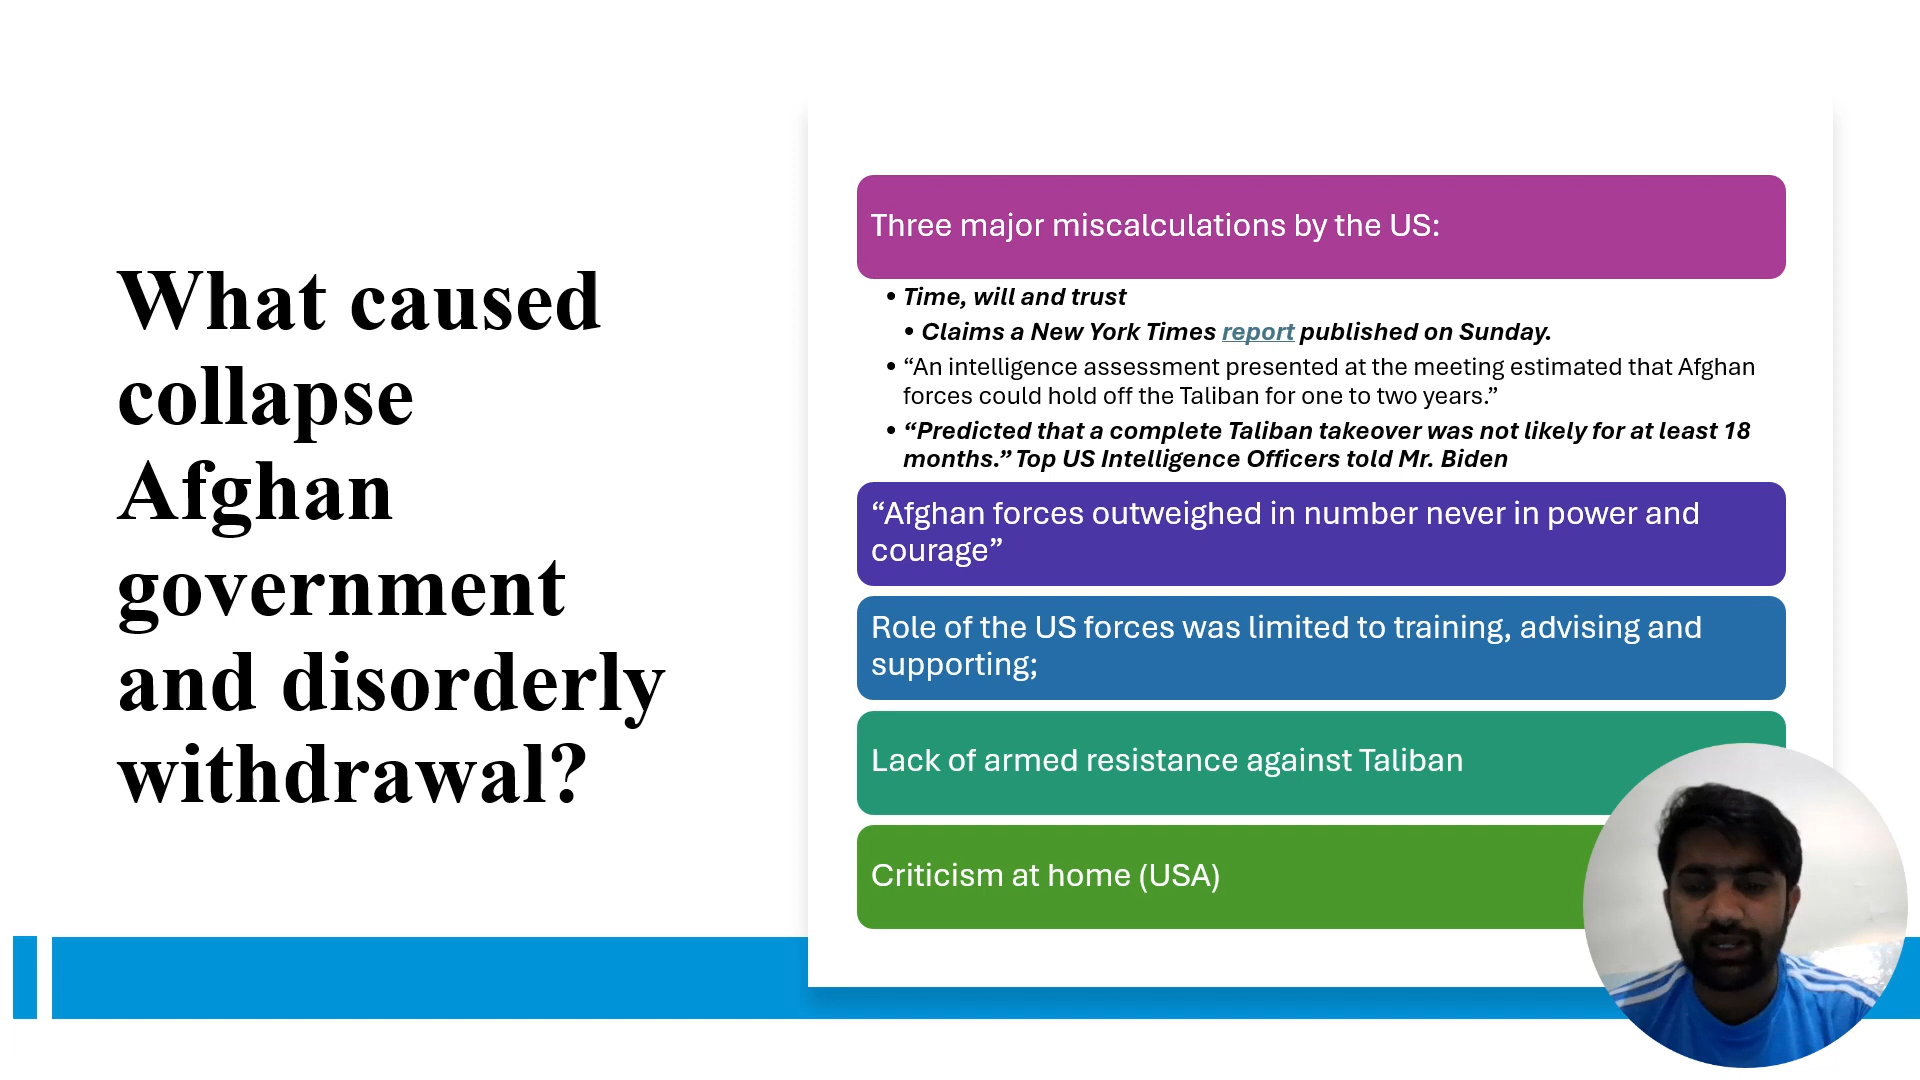 What caused
collapse
Afghan
government
and disorderly
withdrawal?
Three major miscalculations by the US:
• Time, will and trust
• Claims a New York Times report published on Sunday.
• “An intelligence assessment presented at the meeting estimated that Afghan
forces could hold off the Taliban for one to two years.”
• “Predicted that a complete Taliban takeover was not likely for at least 18
months.” Top US Intelligence Officers told Mr. Biden
“Afghan forces outweighed in number never in power and
courage”
Role of the US forces was limited to training, advising and
supporting;
Lack of armed resistance against Taliban
Criticism at home (USA)